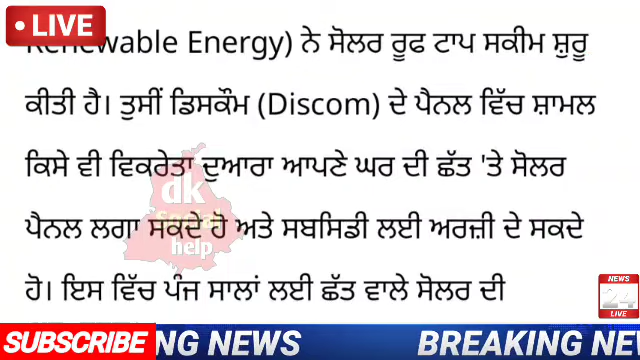 LIVE
Renewable Energy) ਨੇ ਸੋਲਰ ਰੂਫ ਟਾਪ ਸਕੀਮ ਸ਼ੁਰੂ
ਕੀਤੀ ਹੈ। ਤੁਸੀਂ ਡਿਸਕੌਮ (Discom) ਦੇ ਪੈਨਲ ਵਿੱਚ ਸ਼ਾਮਲ
ਕਿਸੇ ਵੀ ਵਿਕਰੇਤਾ ਦੁਆਰਾ ਆਪਣੇ ਘਰ ਦੀ ਛੱਤ 'ਤੇ ਸੋਲਰ
ਪੈਨਲ ਲਗਾ ਸਕਦੇ ਹੋ ਅਤੇ ਸਬਸਿਡੀ ਲਈ ਅਰਜ਼ੀ ਦੇ ਸਕਦੇ
ਹੋ। ਇਸ ਵਿੱਚ ਪੰਜ ਸਾਲਾਂ ਲਈ ਛੱਤ ਵਾਲੇ ਸੋਲਰ ਦੀ
dk
social
help
NEWS
24
LIVE
SUBSCRIBE NG NEWS BREAKING NE